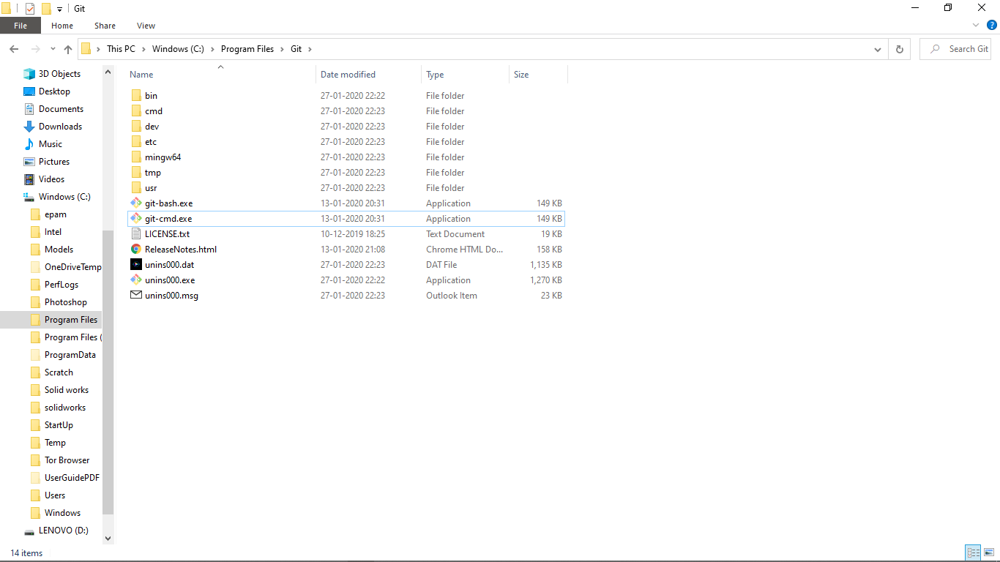 Git
File Home Share View
This PC Windows (C:) Program Files Git Search Git
Name Date modified Type Size
3D Objects
Desktop
Documents
Downloads
Music
Pictures
Videos
Windows (C:)
epam
Intel
Models
OneDriveTemp
PerfLogs
Photoshop
Program Files
Program Files (
ProgramData
Scratch
Solid works
solidworks
StartUp
Temp
Tor Browser
UserGuidePDF
Users
Windows
LENOVO (D:)
bin 27-01-2020 22:22 File folder
cmd 27-01-2020 22:23 File folder
dev 27-01-2020 22:23 File folder
etc 27-01-2020 22:23 File folder
mingw64 27-01-2020 22:23 File folder
tmp 27-01-2020 22:23 File folder
usr 27-01-2020 22:23 File folder
git-bash.exe 13-01-2020 20:31 Application 149 KB
git-cmd.exe 13-01-2020 20:31 Application 149 KB
LICENSE.txt 10-12-2019 18:25 Text Document 19 KB
ReleaseNotes.html 13-01-2020 21:08 Chrome HTML Do... 158 KB
unins000.dat 27-01-2020 22:23 DAT File 1,135 KB
unins000.exe 27-01-2020 22:22 Application 1,270 KB
unins000.msg 27-01-2020 22:23 Outlook Item 23 KB
14 items